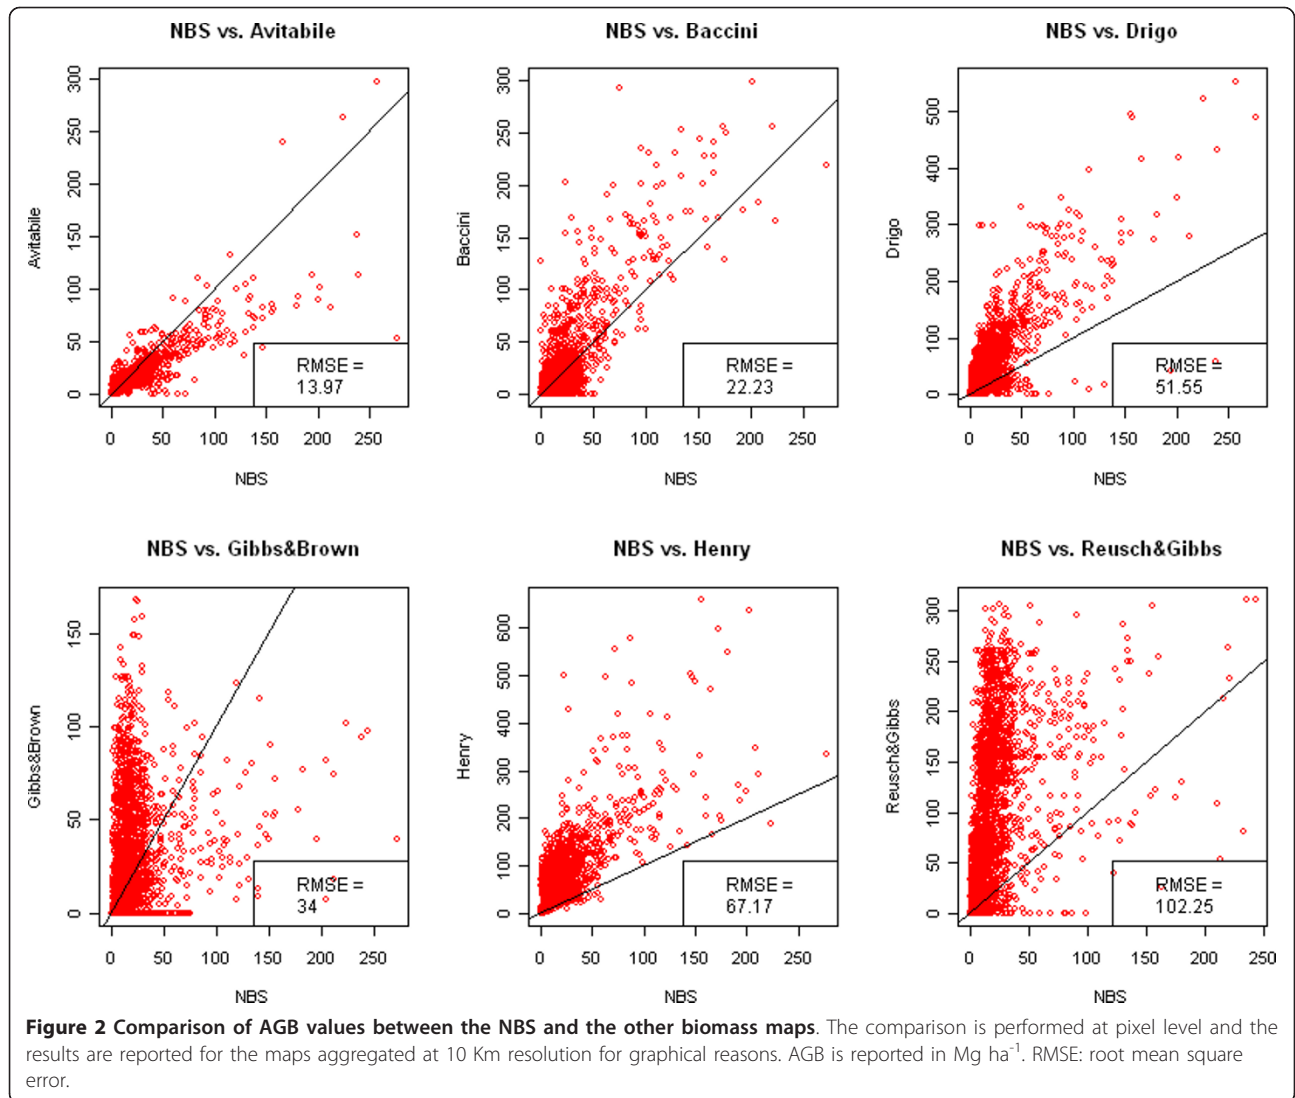 NBS vs. Avitabile
NBS vs. Baccini
NBS vs. Drigo
300
250
200
150
100
50
0
Avitabile
RMSE =
13.97
0 50 100 150 200 250
NBS
300
250
200
150
100
50
0
Baccini
RMSE =
22.23
0 50 100 150 200 250
NBS
500
400
300
200
100
0
Drigo
RMSE =
51.55
0 50 100 150 200 250
NBS
NBS vs. Gibbs&Brown
NBS vs. Henry
NBS vs. Reusch&Gibbs
150
100
50
0
Gibbs&Brown
RMSE =
34
0 50 100 150 200 250
NBS
600
500
400
300
200
100
0
Henry
RMSE =
67.17
0 50 100 150 200 250
NBS
300
250
200
150
100
50
0
Reusch&Gibbs
RMSE =
102.25
0 50 100 150 200 250
NBS
Figure 2 Comparison of AGB values between the NBS and the other biomass maps. The comparison is performed at pixel level and the
results are reported for the maps aggregated at 10 Km resolution for graphical reasons. AGB is reported in Mg ha⁻¹. RMSE: root mean square
error.